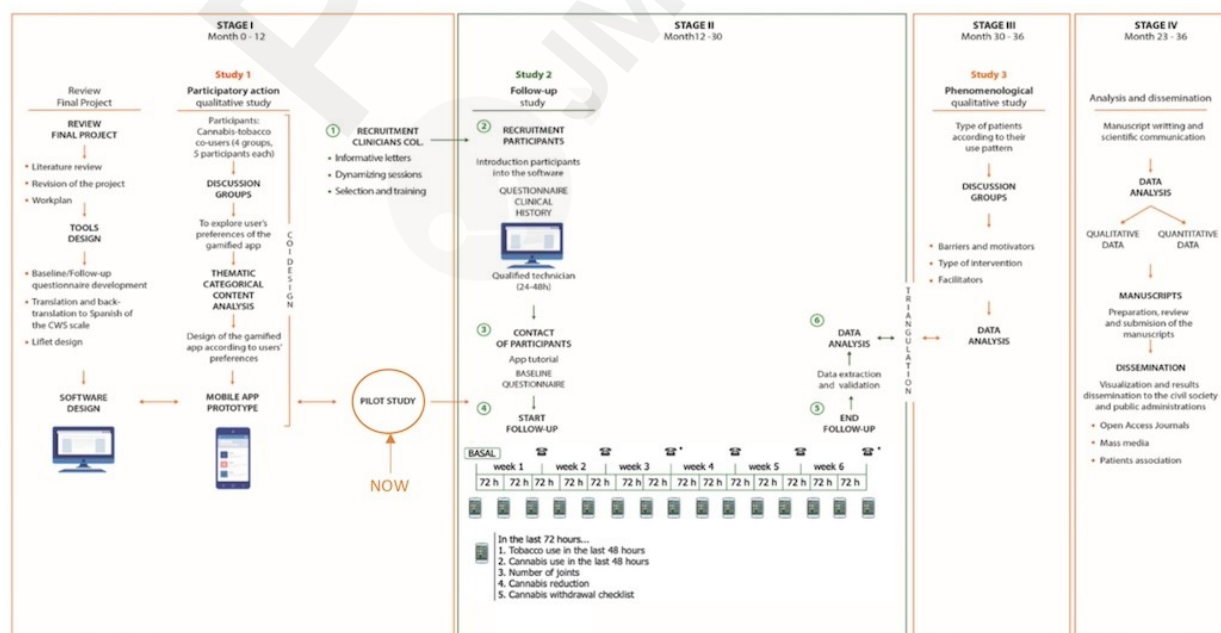 STAGE I
Month 0 - 12
Review
Final Project
REVIEW
FINAL PROJECT
• Literature review
• Revision of the project
• Workplan
TOOLS
DESIGN
• Baseline/Follow-up
questionnaire development
• Translation and back-
translation to Spanish of
the CWS scale
• Liflet design
SOFTWARE
DESIGN
Study 1
Participatory action
qualitative study
Participants:
Cannabis-tobacco
co-users (4 groups,
5 participants each)
DISCUSSION
GROUPS
To explore user's
preferences of the
gamified app
THEMATIC
CATEGORICAL
CONTENT
ANALYSIS
Design of the gamified
app according to users'
preferences
MOBILE APP
PROTOTYPE
CO|DESIGN
1 RECRUITMENT
CLINICIANS COL.
• Informative letters
• Dynamizing sessions
• Selection and training
PILOT STUDY
NOW
STAGE II
Month12 -30
Study 2
Follow-up
study
2 RECRUITMENT
PARTICIPANTS
Introduction participants
into the software
QUESTIONNAIRE
CLINICAL
HISTORY
Qualified technician
(24-48h)
3 CONTACT
OF PARTICIPANTS
App tutorial
BASELINE
QUESTIONNAIRE
4 START
FOLLOW-UP
6 DATA
ANALYSIS
Data extraction
and validation
5 END
FOLLOW-UP
BASAL
week 1 week 2 week 3 week 4 week 5 week 6
72 h 72 h 72 h 72 h 72 h 72 h 72 h 72 h 72 h 72 h 72 h 72 h 72 h 72 h
In the last 72 hours...
1. Tobacco use in the last 48 hours
2. Cannabis use in the last 48 hours
3. Number of joints
4. Cannabis reduction
5. Cannabis withdrawal checklist
TRIANGULATION
STAGE III
Month 30 - 36
Study 3
Phenomenological
qualitative study
Type of patients
according to their
use pattern
DISCUSSION
GROUPS
• Barriers and motivators
• Type of intervention
• Facilitators
DATA
ANALYSIS
STAGE IV
Month 23 - 36
Analysis and dissemination
Manuscript writting and
scientific communication
DATA
ANALYSIS
QUALITATIVE
DATA
QUANTITATIVE
DATA
MANUSCRIPTS
Preparation, review
and submision of the
manuscripts
DISSEMINATION
Visualization and results
dissemination to the civil society
and public administrations
• Open Access Journals
• Mass media
• Patients association